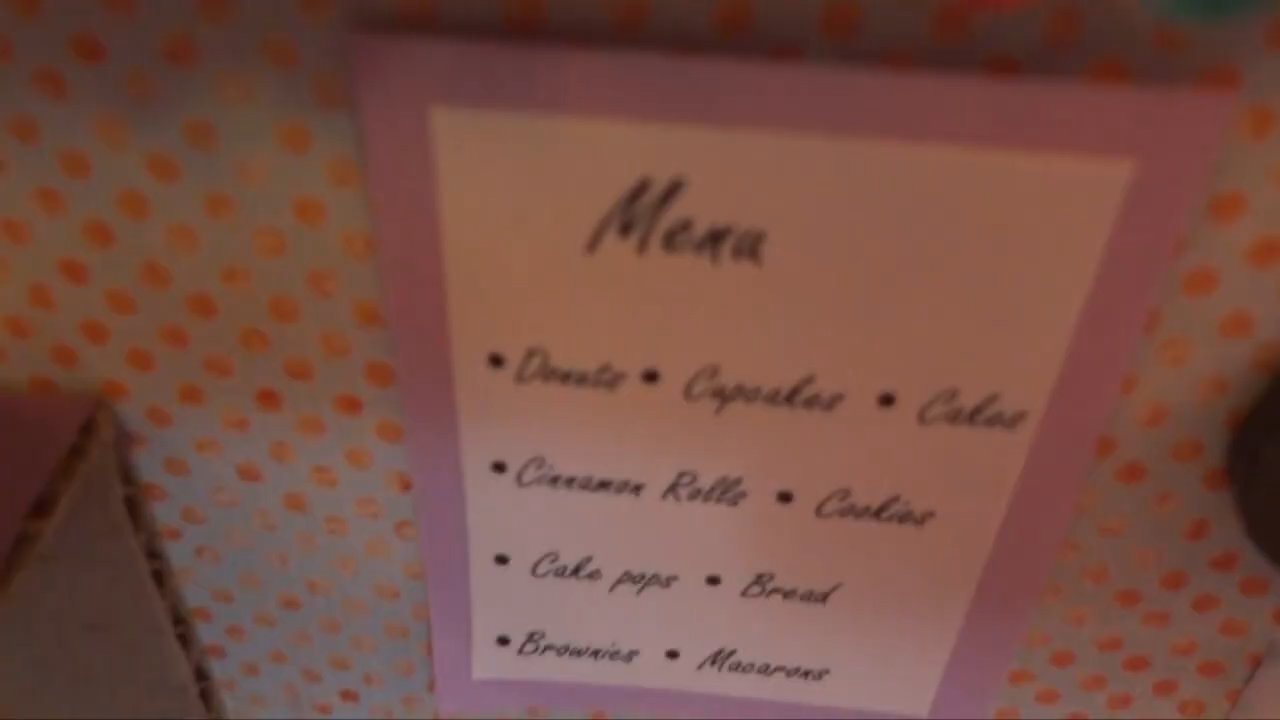 Menu
• Donuts • Cupcakes • Cakes
• Cinnamon Rolls • Cookies
• Cake pops • Bread
• Brownies • Macarons